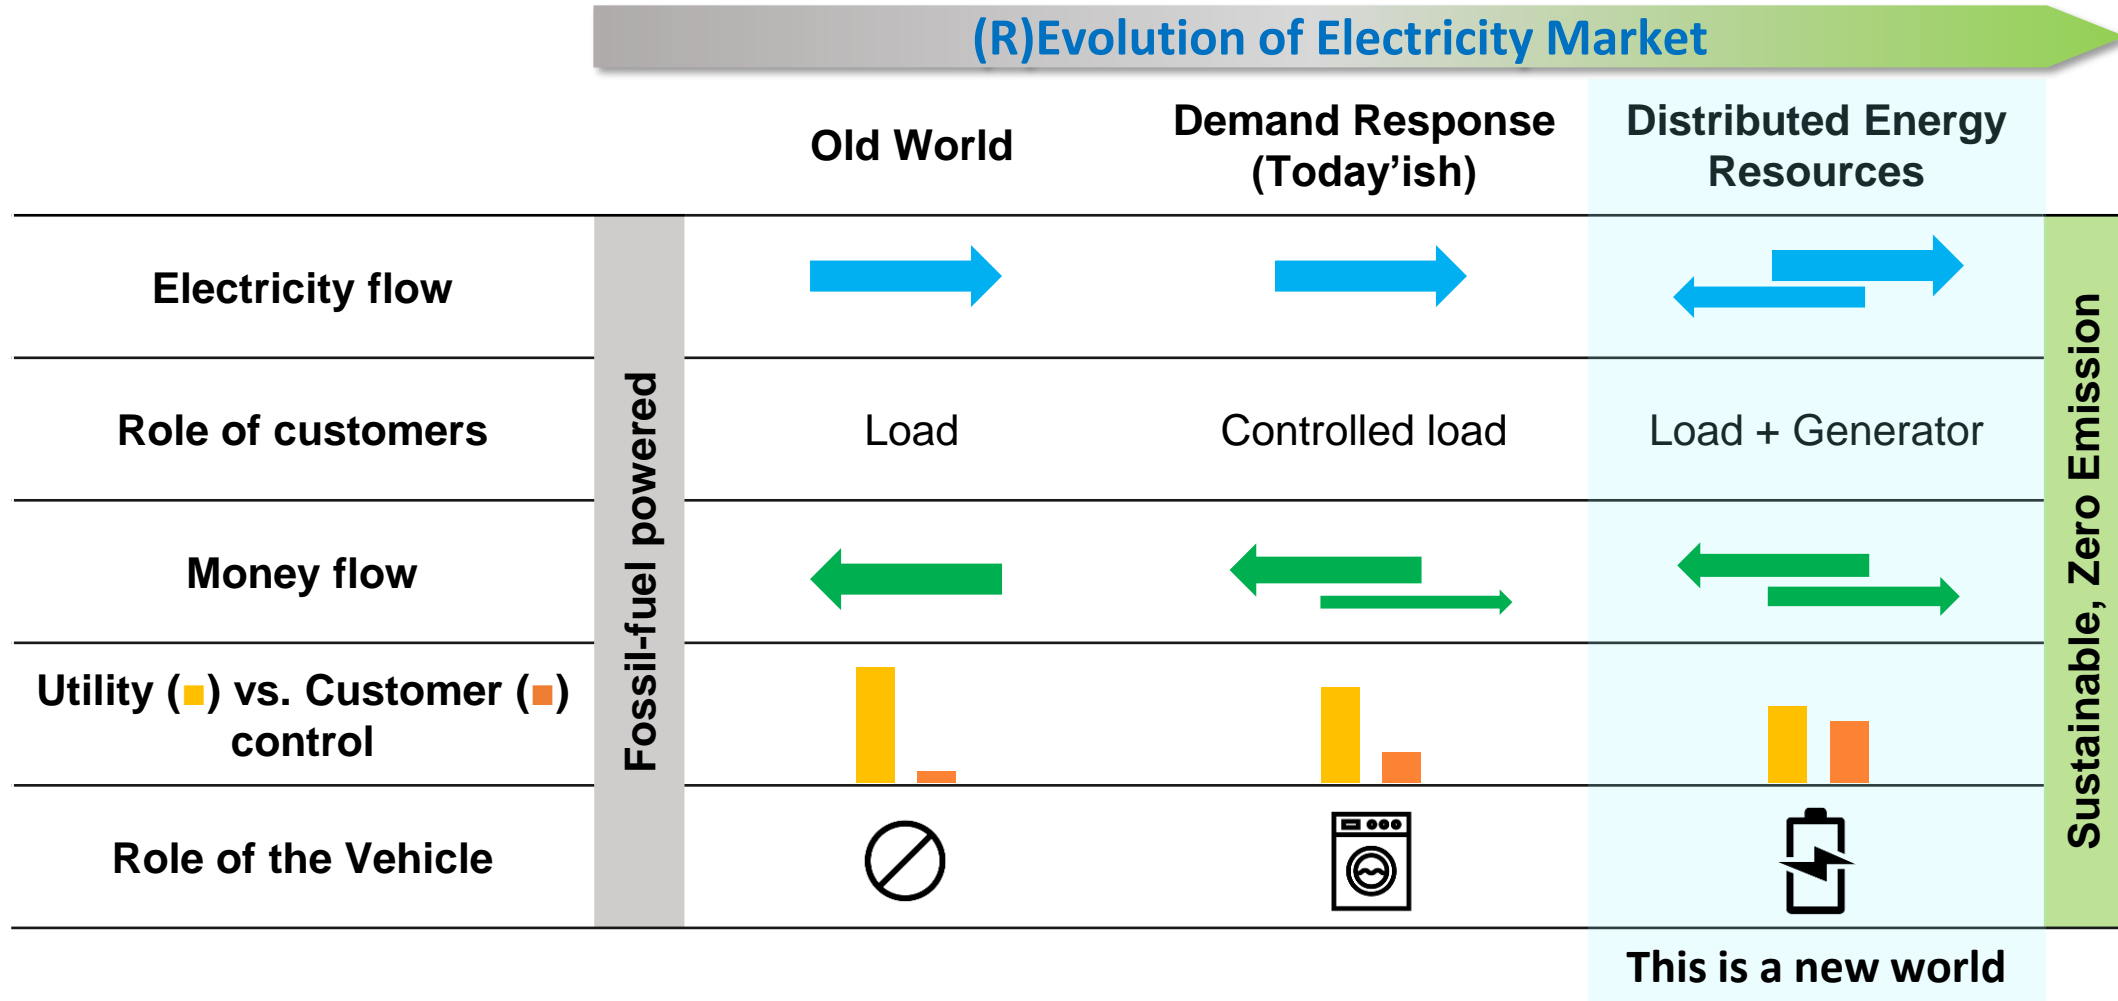 (R)Evolution of Electricity Market
Old World
Demand Response
(Today’ish)
Distributed Energy
Resources
Fossil-fuel powered
Sustainable, Zero Emission
Electricity flow
Role of customers
Load
Controlled load
Load + Generator
Money flow
Utility (■) vs. Customer (■)
control
Role of the Vehicle
This is a new world